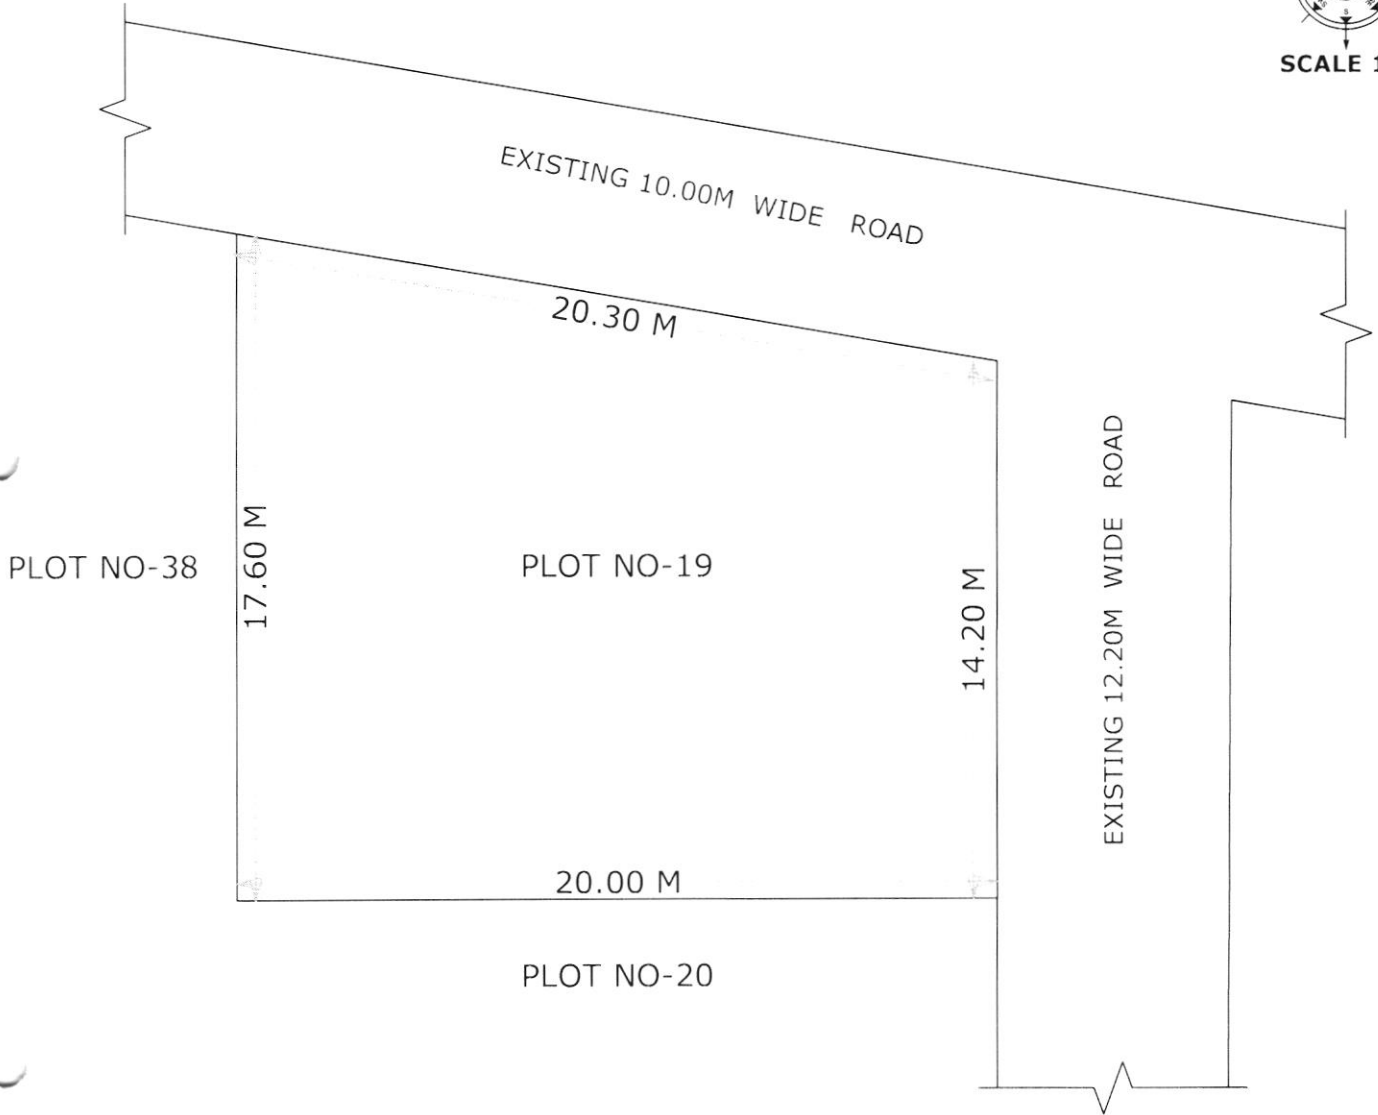 S
SCALE 1
EXISTING 10.00M WIDE ROAD
20.30 M
EXISTING 12.20M WIDE ROAD
17.60 M
PLOT NO-38
PLOT NO-19
14.20 M
20.00 M
PLOT NO-20